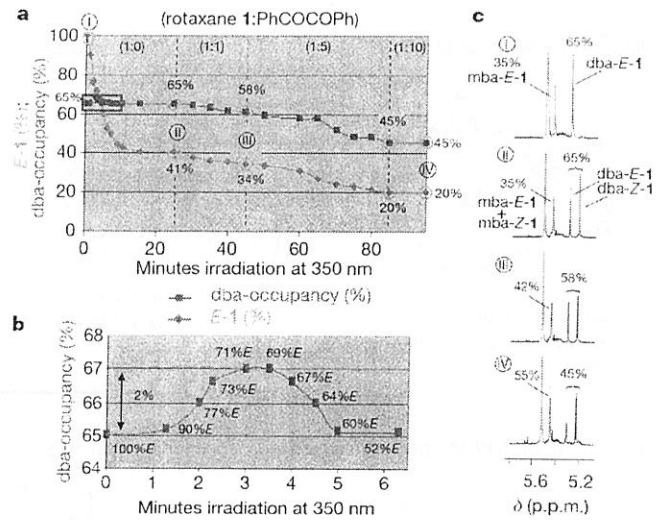 a
(rotaxane 1:PhCOCOPh)
i
(1:0)
(1:1)
(1:5)
(1:10)
E-1 (%);
dba-occupancy (%)
100
80
60
40
20
0
65%
65%
58%
45%
45%
ii
iii
iv
41%
34%
20%
20%
0
20
40
60
80
Minutes irradiation at 350 nm
dba-occupancy (%)
E-1 (%)
b
dba-occupancy (%)
68
67
66
65
64
2%
100%E
90%E
77%E
73%E
71%E
69%E
67%E
64%E
60%E
52%E
0
1
2
3
4
5
6
Minutes irradiation at 350 nm
c
i
35%
mba-E-1
65%
dba-E-1
ii
35%
mba-E-1
+
mba-Z-1
65%
dba-E-1
dba-Z-1
iii
42%
58%
iv
55%
45%
5.6
5.2
δ (p.p.m.)